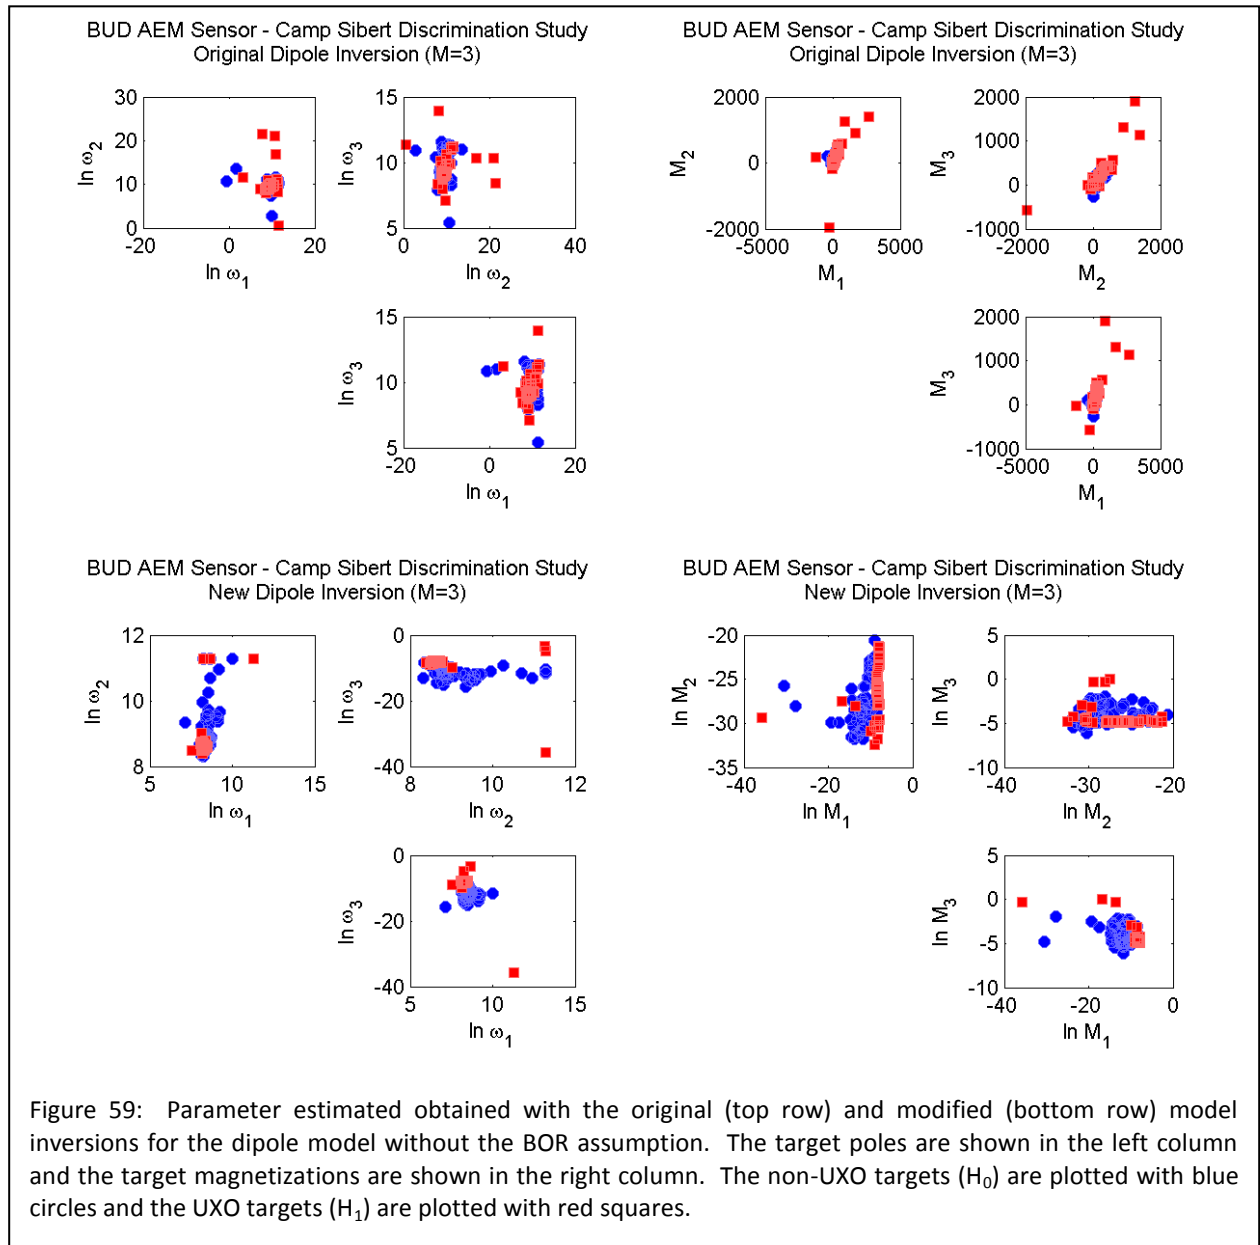 BUD AEM Sensor - Camp Sibert Discrimination Study
Original Dipole Inversion (M=3)
30
20
10
0
-20
0
20
ln ω2
ln ω1
15
10
5
0
20
40
ln ω3
ln ω2
15
10
5
-20
0
20
ln ω3
ln ω1
BUD AEM Sensor - Camp Sibert Discrimination Study
Original Dipole Inversion (M=3)
2000
0
-2000
-5000
0
5000
M2
M1
2000
1000
0
-1000
-2000
0
2000
M3
M2
2000
1000
0
-1000
-5000
0
5000
M3
M1
BUD AEM Sensor - Camp Sibert Discrimination Study
New Dipole Inversion (M=3)
12
10
8
5
10
15
ln ω2
ln ω1
0
-20
-40
8
10
12
ln ω3
ln ω2
0
-20
-40
5
10
15
ln ω3
ln ω1
BUD AEM Sensor - Camp Sibert Discrimination Study
New Dipole Inversion (M=3)
-20
-25
-30
-35
-40
-20
0
ln M2
ln M1
5
0
-5
-10
-40
-30
-20
ln M3
ln M2
5
0
-5
-10
-40
-20
0
ln M3
ln M1
Figure 59: Parameter estimated obtained with the original (top row) and modified (bottom row) model
inversions for the dipole model without the BOR assumption. The target poles are shown in the left column
and the target magnetizations are shown in the right column. The non-UXO targets (H0) are plotted with blue
circles and the UXO targets (H1) are plotted with red squares.